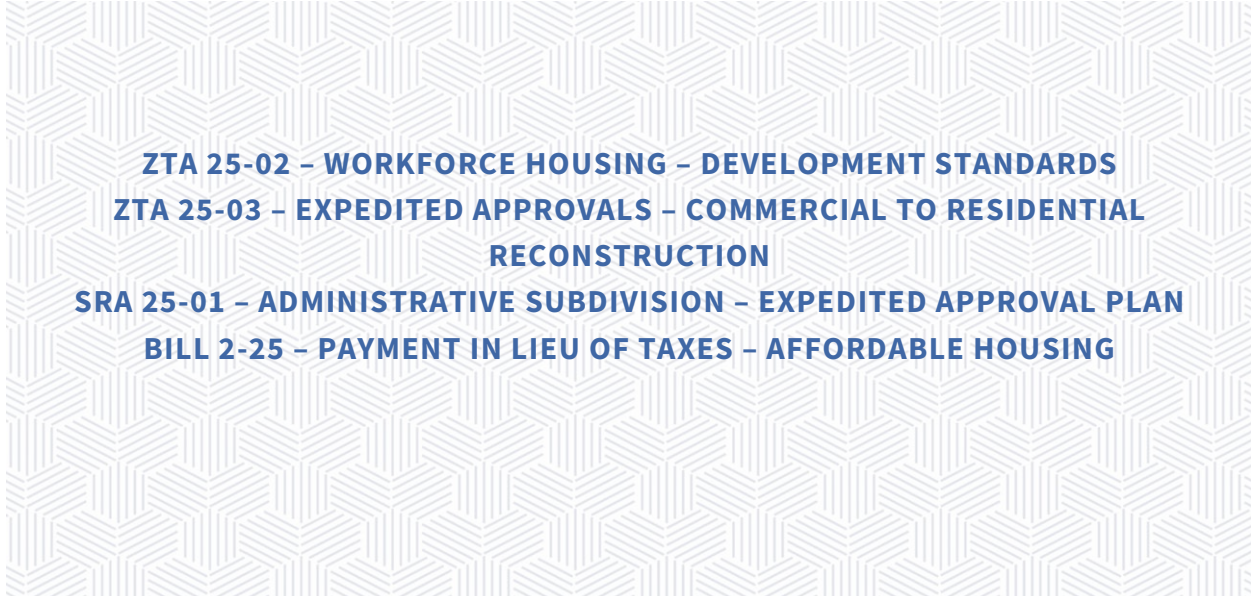 ZTA 25-02 – WORKFORCE HOUSING – DEVELOPMENT STANDARDS
ZTA 25-03 – EXPEDITED APPROVALS – COMMERCIAL TO RESIDENTIAL
RECONSTRUCTION
SRA 25-01 – ADMINISTRATIVE SUBDIVISION – EXPEDITED APPROVAL PLAN
BILL 2-25 – PAYMENT IN LIEU OF TAXES – AFFORDABLE HOUSING